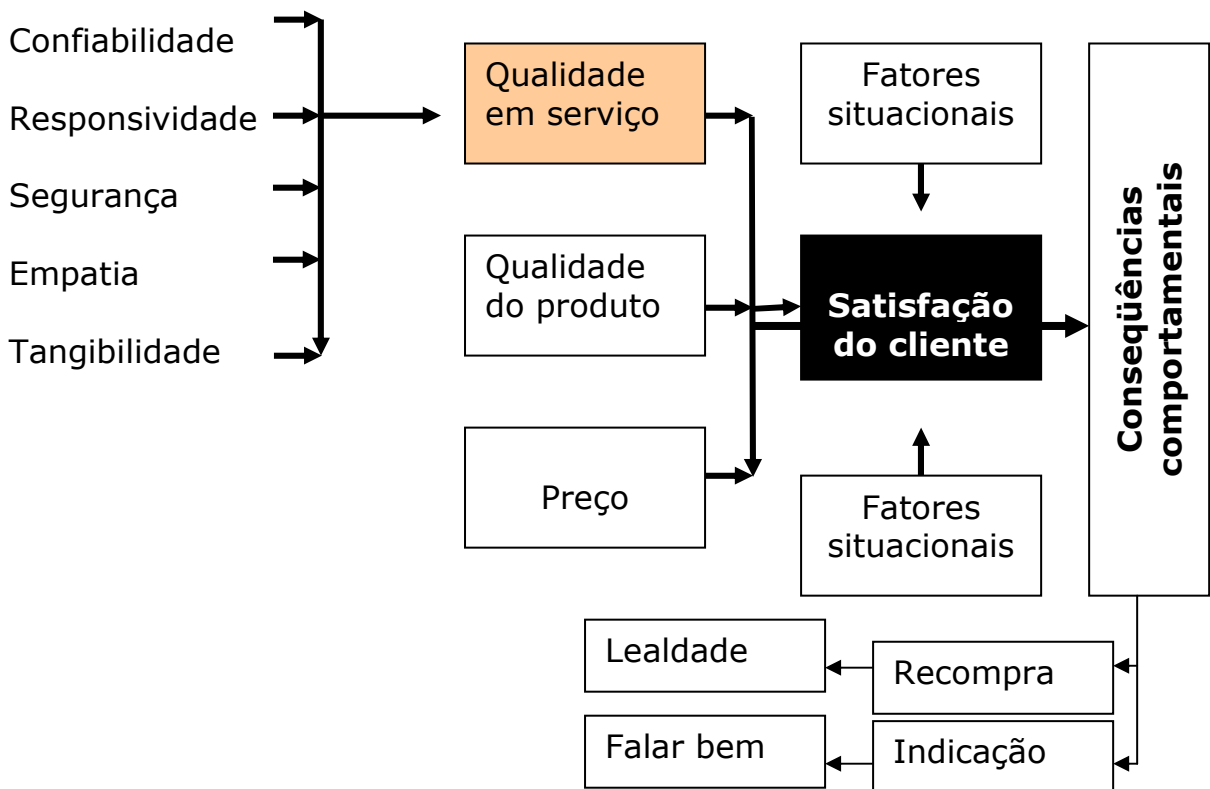 Confiabilidade
Responsividade
Segurança
Empatia
Tangibilidade
Qualidade
em serviço
Qualidade
do produto
Preço
Fatores
situacionais
Satisfação
do cliente
Fatores
situacionais
Conseqüências
comportamentais
Lealdade
Recompra
Falar bem
Indicação